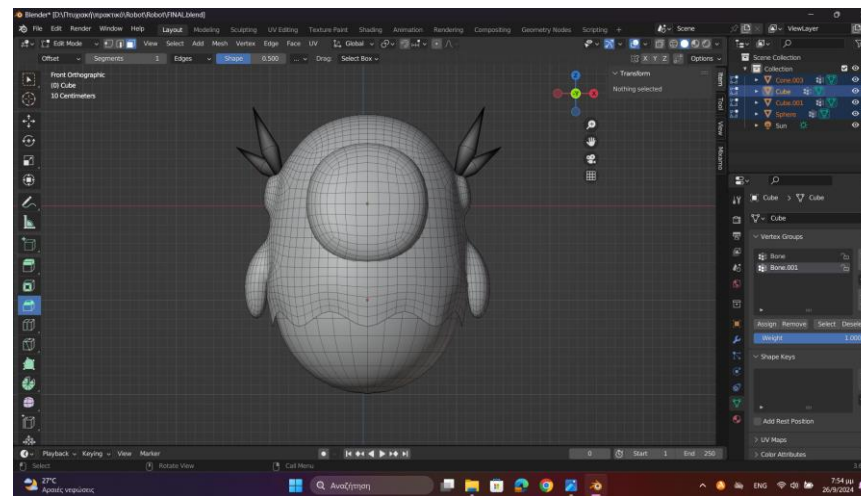 Blender* [D:\Πτυχιακή\πρακτικό\Robot\Robot\FINAL.blend]
File Edit Render Window Help Layout Modeling Sculpting UV Editing Texture Paint Shading Animation Rendering Compositing Geometry Nodes Scripting + Scene ViewLayer
Edit Mode View Select Add Mesh Vertex Edge Face UV Global
Offset Segments 1 Edges Shape 0.500 ... Drag: Select Box X Y Z Options
Front Orthographic
(0) Cube
10 Centimeters
Transform
Nothing selected
Item
Tool
View
Mixamo
Scene Collection
Collection
Cone.003
Cube
Cube.001
Sphere
Sun
Cube > Cube
Cube
Vertex Groups
Bone
Bone.001
Assign Remove Select Desele
Weight 1.000
Shape Keys
Add Rest Position
UV Maps
Color Attributes
Playback Keying View Marker 0 Start 1 End 250
Select Rotate View Call Menu
27°C
Αραιές νεφώσεις
Αναζήτηση
ENG
7:54 μμ
26/9/2024